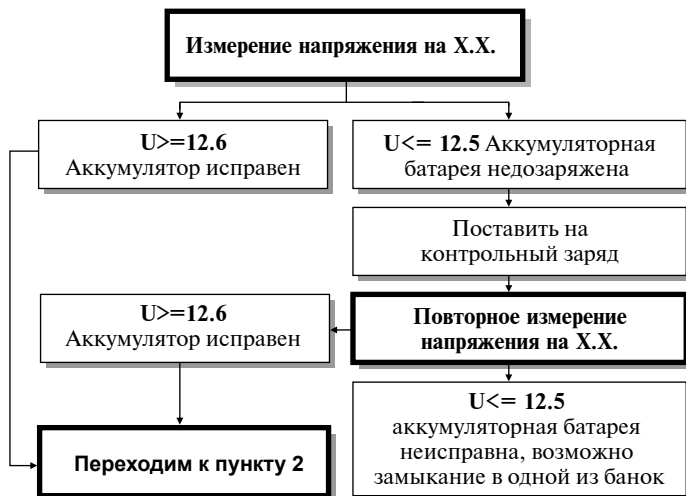 Измерение напряжения на Х.Х.
U>=12.6
Аккумулятор исправен
U<= 12.5 Аккумуляторная
батарея недозаряжена
Поставить на
контрольный заряд
U>=12.6
Аккумулятор исправен
Повторное измерение
напряжения на Х.Х.
Переходим к пункту 2
U<= 12.5
аккумуляторная батарея
неисправна, возможно
замыкание в одной из банок